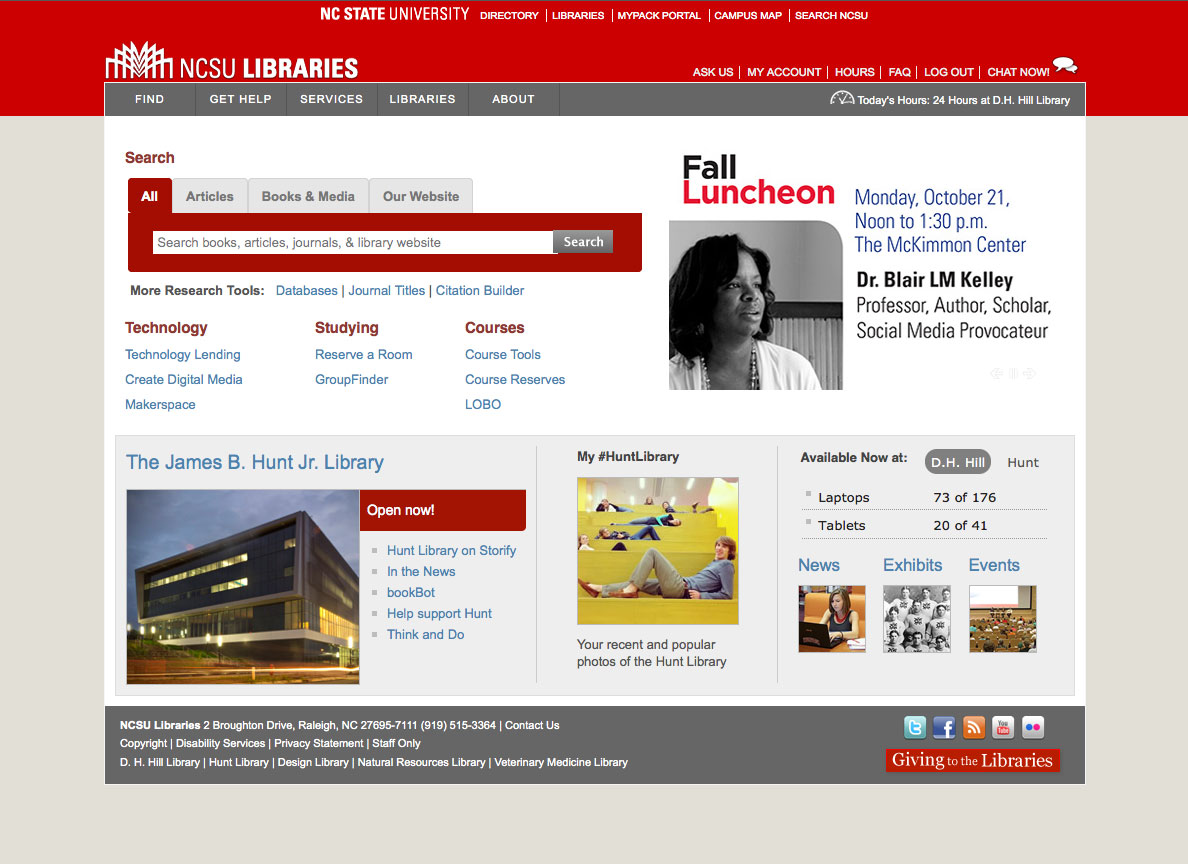 NC STATE UNIVERSITY DIRECTORY | LIBRARIES | MYPACK PORTAL | CAMPUS MAP | SEARCH NCSU
NCSU LIBRARIES
ASK US | MY ACCOUNT | HOURS | FAQ | LOG OUT | CHAT NOW!
FIND GET HELP SERVICES LIBRARIES ABOUT
Today's Hours: 24 Hours at D.H. Hill Library
Search
All Articles Books & Media Our Website
Search books, articles, journals, & library website Search
More Research Tools: Databases | Journal Titles | Citation Builder
Technology
Technology Lending
Create Digital Media
Makerspace
Studying
Reserve a Room
GroupFinder
Courses
Course Tools
Course Reserves
LOBO
Fall
Luncheon
Monday, October 21,
Noon to 1:30 p.m.
The McKimmon Center
Dr. Blair LM Kelley
Professor, Author, Scholar,
Social Media Provocateur
The James B. Hunt Jr. Library
Open now!
Hunt Library on Storify
In the News
bookBot
Help support Hunt
Think and Do
My #HuntLibrary
Your recent and popular
photos of the Hunt Library
Available Now at: D.H. Hill Hunt
Laptops 73 of 176
Tablets 20 of 41
News Exhibits Events
NCSU Libraries 2 Broughton Drive, Raleigh, NC 27695-7111 (919) 515-3364 | Contact Us
Copyright | Disability Services | Privacy Statement | Staff Only
D. H. Hill Library | Hunt Library | Design Library | Natural Resources Library | Veterinary Medicine Library
You Tube
Giving to the Libraries